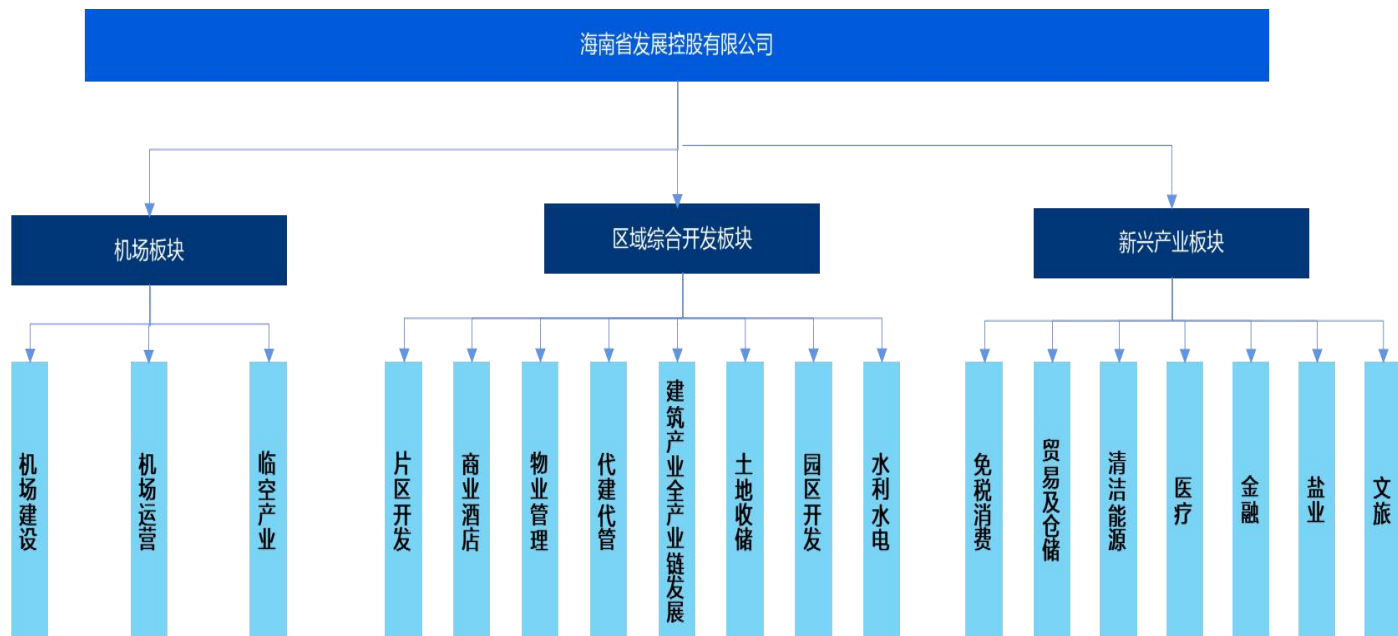 海南省发展控股有限公司
机场板块
区域综合开发板块
新兴产业板块
机场建设
机场运营
临空产业
片区开发
商业酒店
物业管理
代建代管
建筑产业全产业链发展
土地收储
园区开发
水利水电
免税消费
贸易及仓储
清洁能源
医疗
金融
盐业
文旅